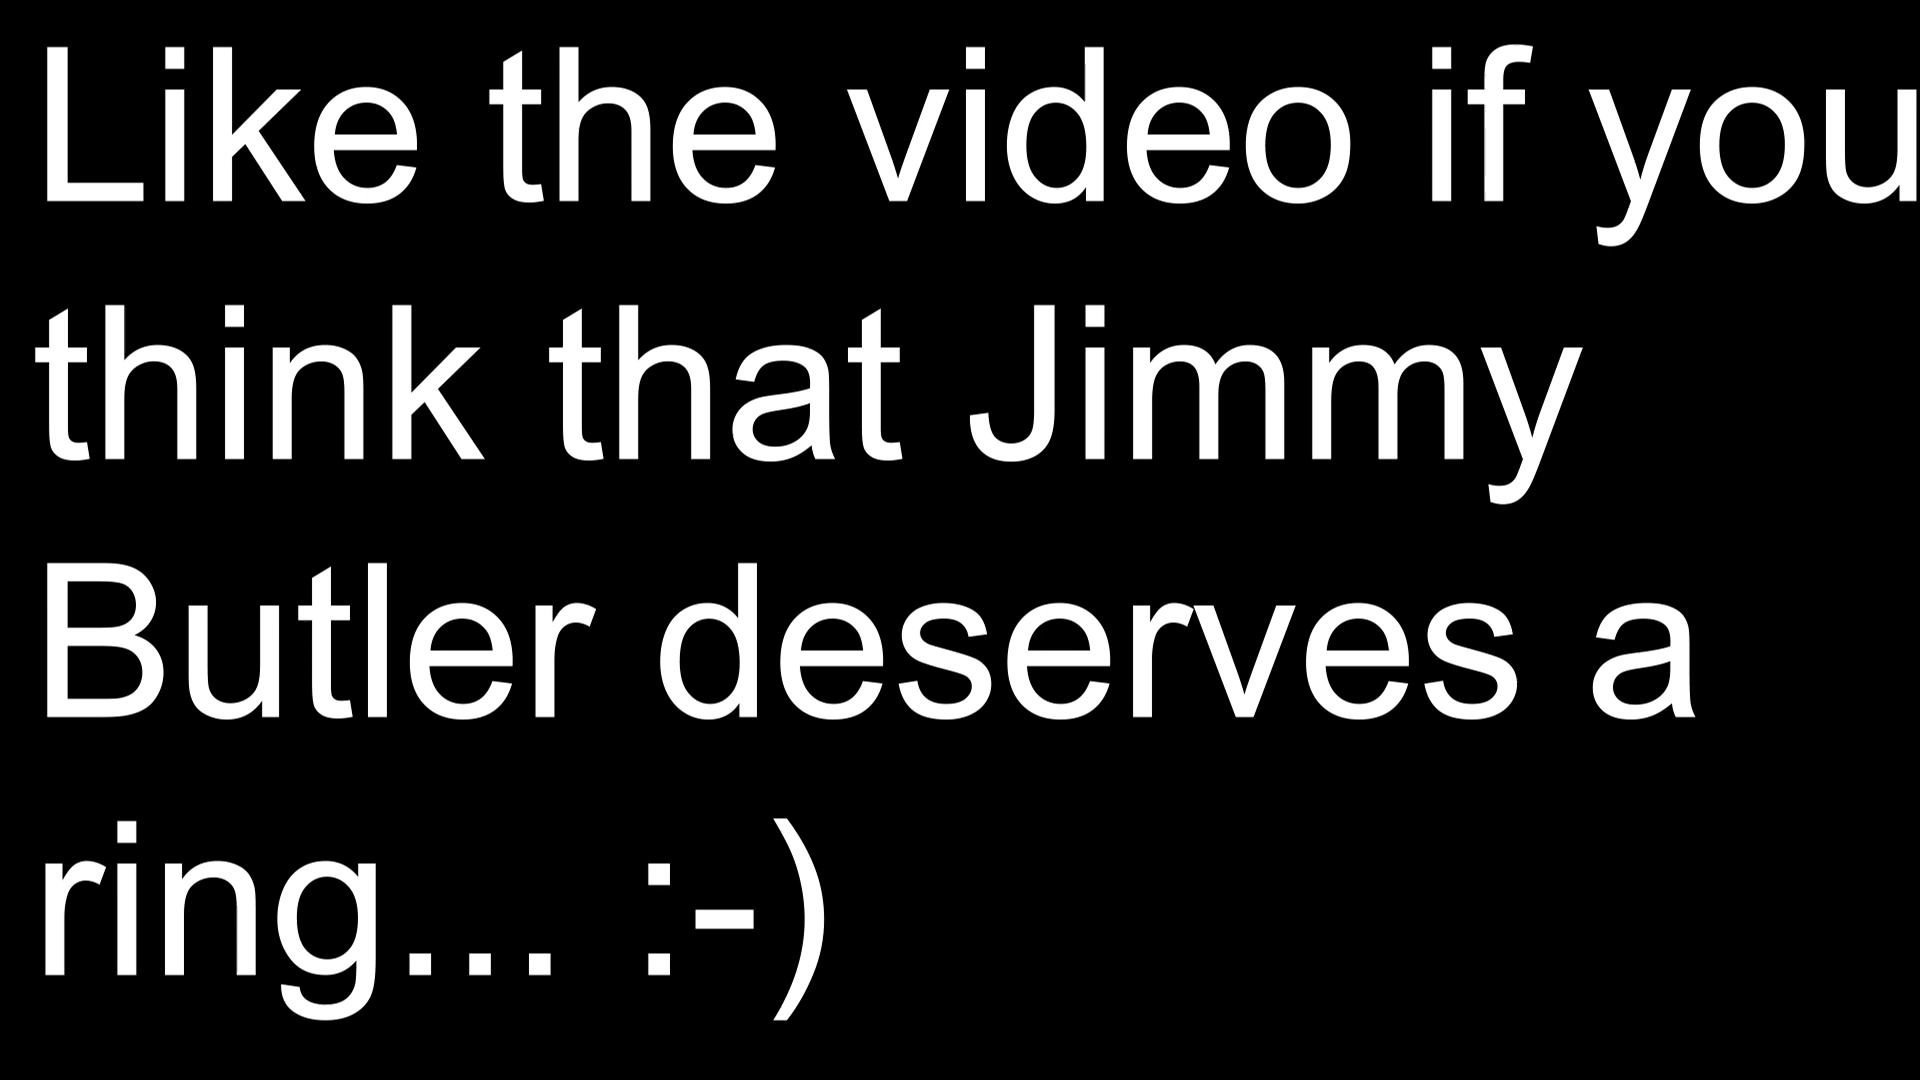 Like the video if you
think that Jimmy
Butler deserves a
ring... :-)